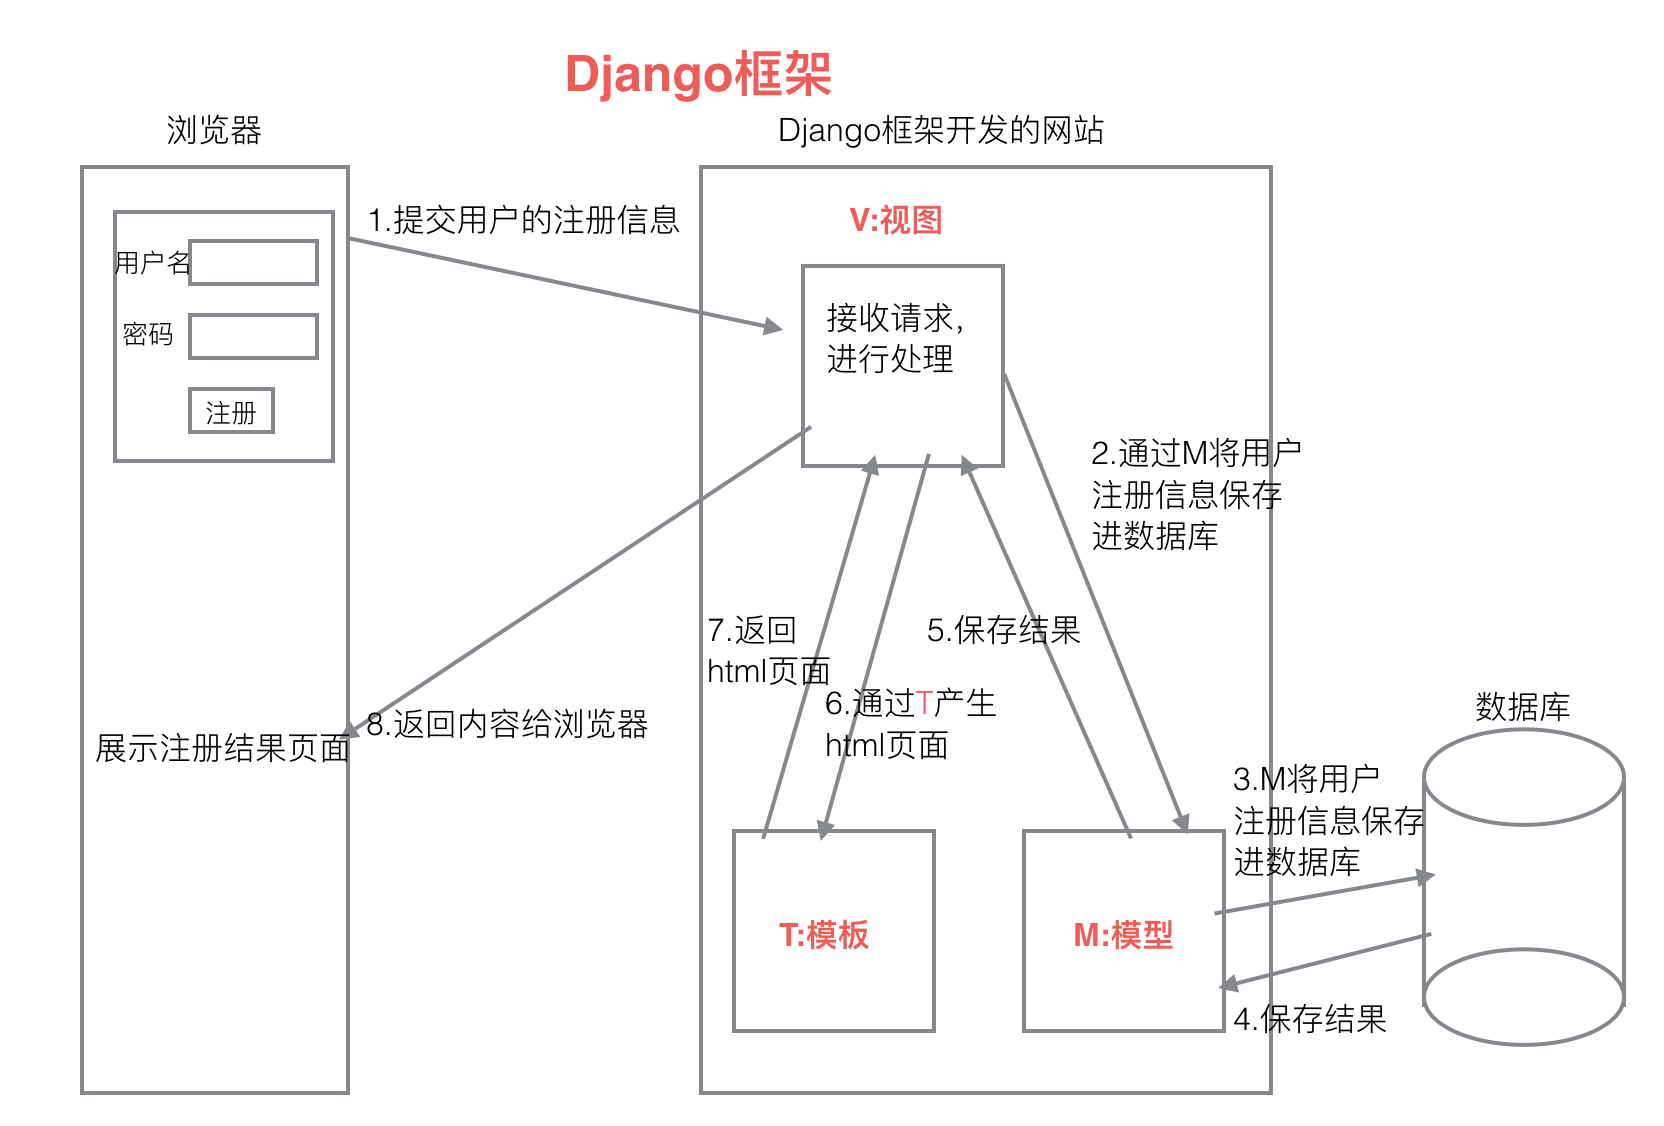 Django框架
浏览器
Django框架开发的网站
用户名
密码
注册
1.提交用户的注册信息
V:视图
接收请求,
进行处理
2.通过M将用户
注册信息保存
进数据库
7.返回
html页面
5.保存结果
6.通过T产生
html页面
8.返回内容给浏览器
展示注册结果页面
数据库
3.M将用户
注册信息保存
进数据库
T:模板
M:模型
4.保存结果